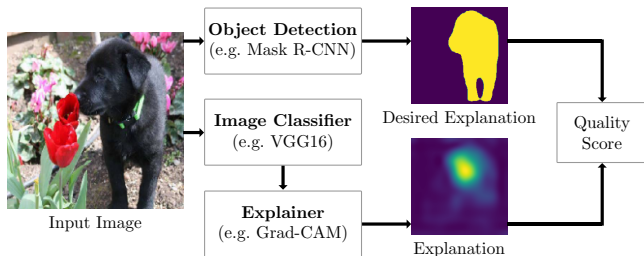 Object Detection
(e.g. Mask R-CNN)
Image Classifier
(e.g. VGG16)
Desired Explanation
Quality
Score
Explainer
(e.g. Grad-CAM)
Input Image
Explanation